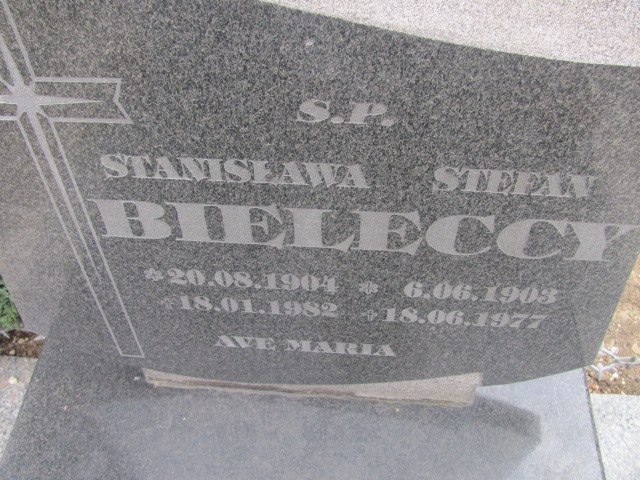 S.P.
STANISŁAWA STEFAN
BIELECCY
*20.08.1904 * 6.06.1903
+18.01.1982 +18.06.1977
AVE MARIA